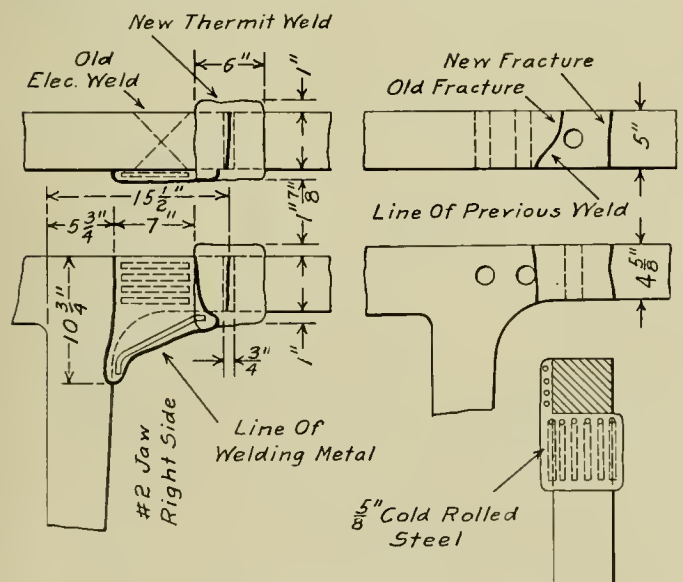 New Thermit Weld
Old
Elec. Weld
6"
1"
New Fracture
Old Fracture
5"
15 1/2"
7/8"
1"
5 3/4"
7"
Line Of Previous Weld
10 3/4"
4 5/8"
3/4"
1"
Line Of
Welding Metal
#2 Jaw
Right Side
5/8" Cold Rolled
Steel